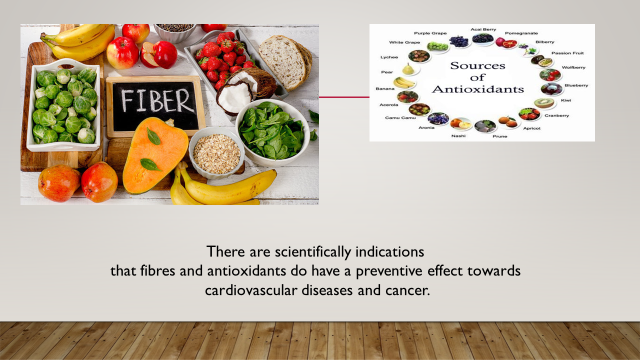 FIBER
Acai Berry
Purple Grape
Pomegranate
White Grape
Bilberry
Lychee
Passion Fruit
Sources
of
Antioxidants
Pear
Wolfberry
Banana
Blueberry
Acerola
Kiwi
Camu Camu
Cranberry
Aronia
Apricot
Nashi
Prune
There are scientifically indications
that fibres and antioxidants do have a preventive effect towards
cardiovascular diseases and cancer.